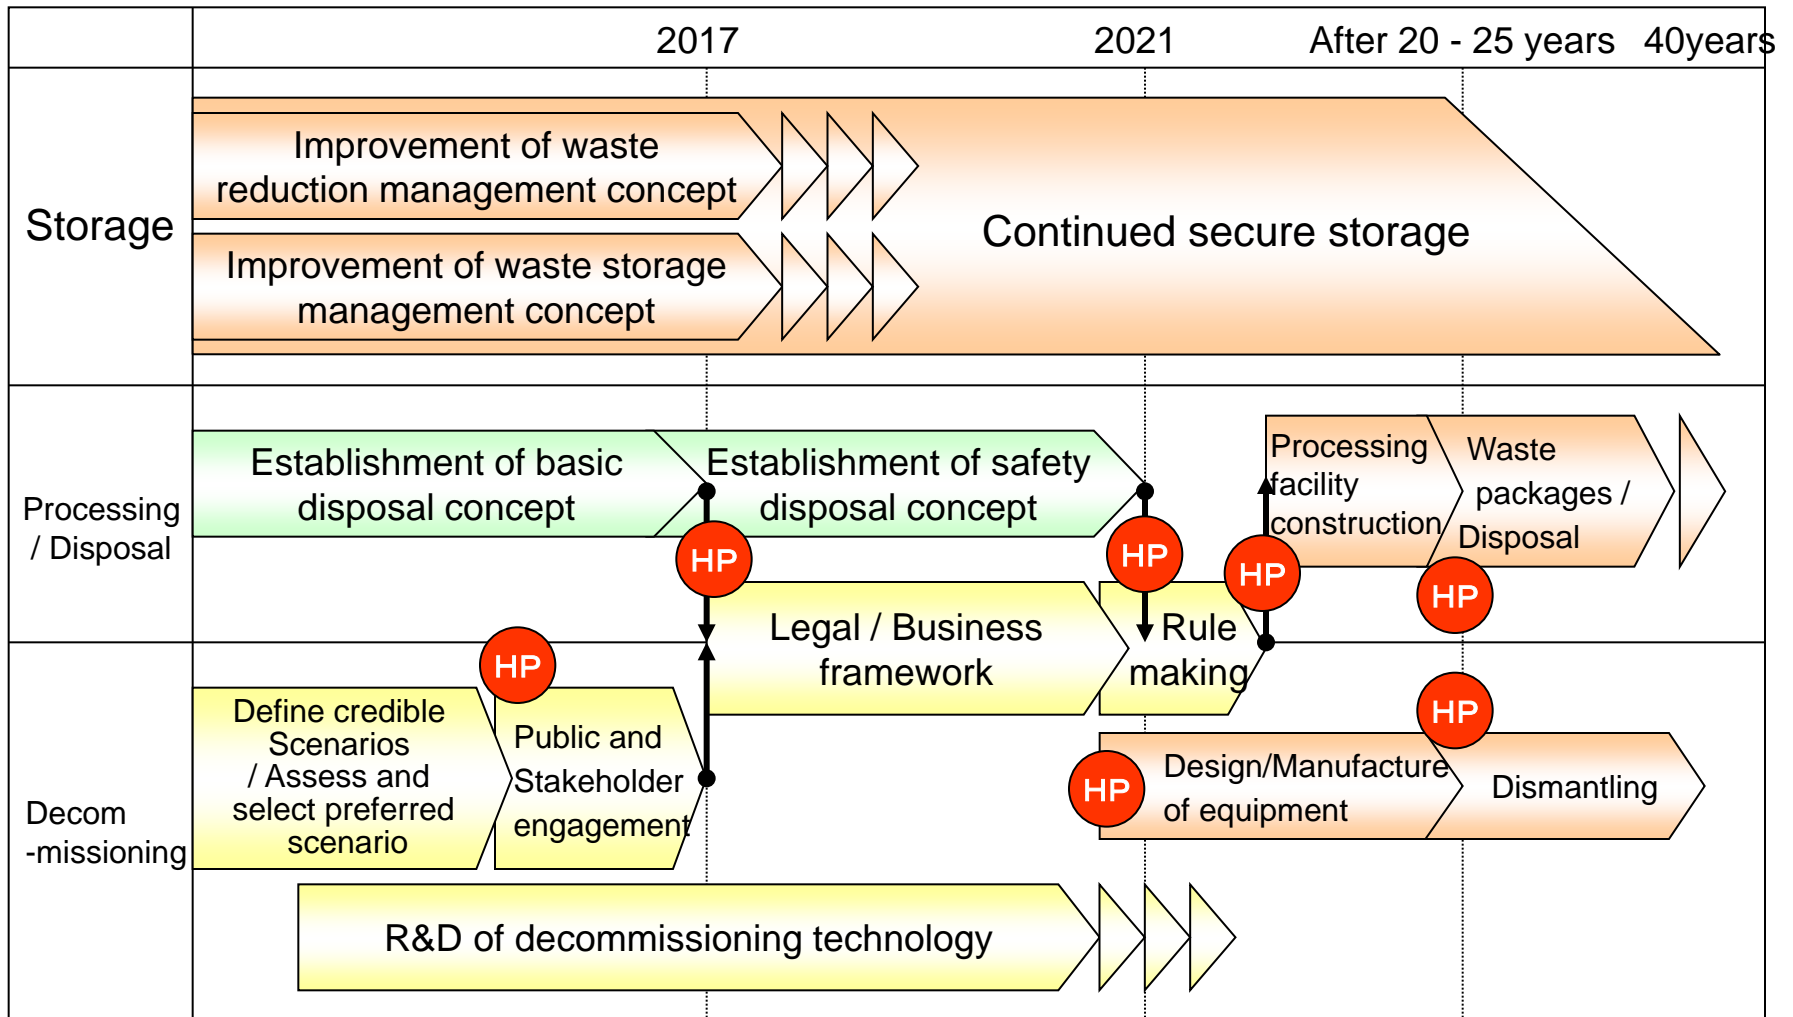 2017
2021
After 20 - 25 years
40years
Storage
Improvement of waste
reduction management concept
Improvement of waste storage
management concept
Continued secure storage
Processing
/ Disposal
Establishment of basic
disposal concept
Establishment of safety
disposal concept
Processing
facility
construction
Waste
packages /
Disposal
HP
HP
HP
HP
Legal / Business
framework
Rule
making
Decom
-missioning
HP
Define credible
Scenarios
/ Assess and
select preferred
scenario
Public and
Stakeholder
engagement
HP
HP
Design/Manufacture
of equipment
Dismantling
R&D of decommissioning technology